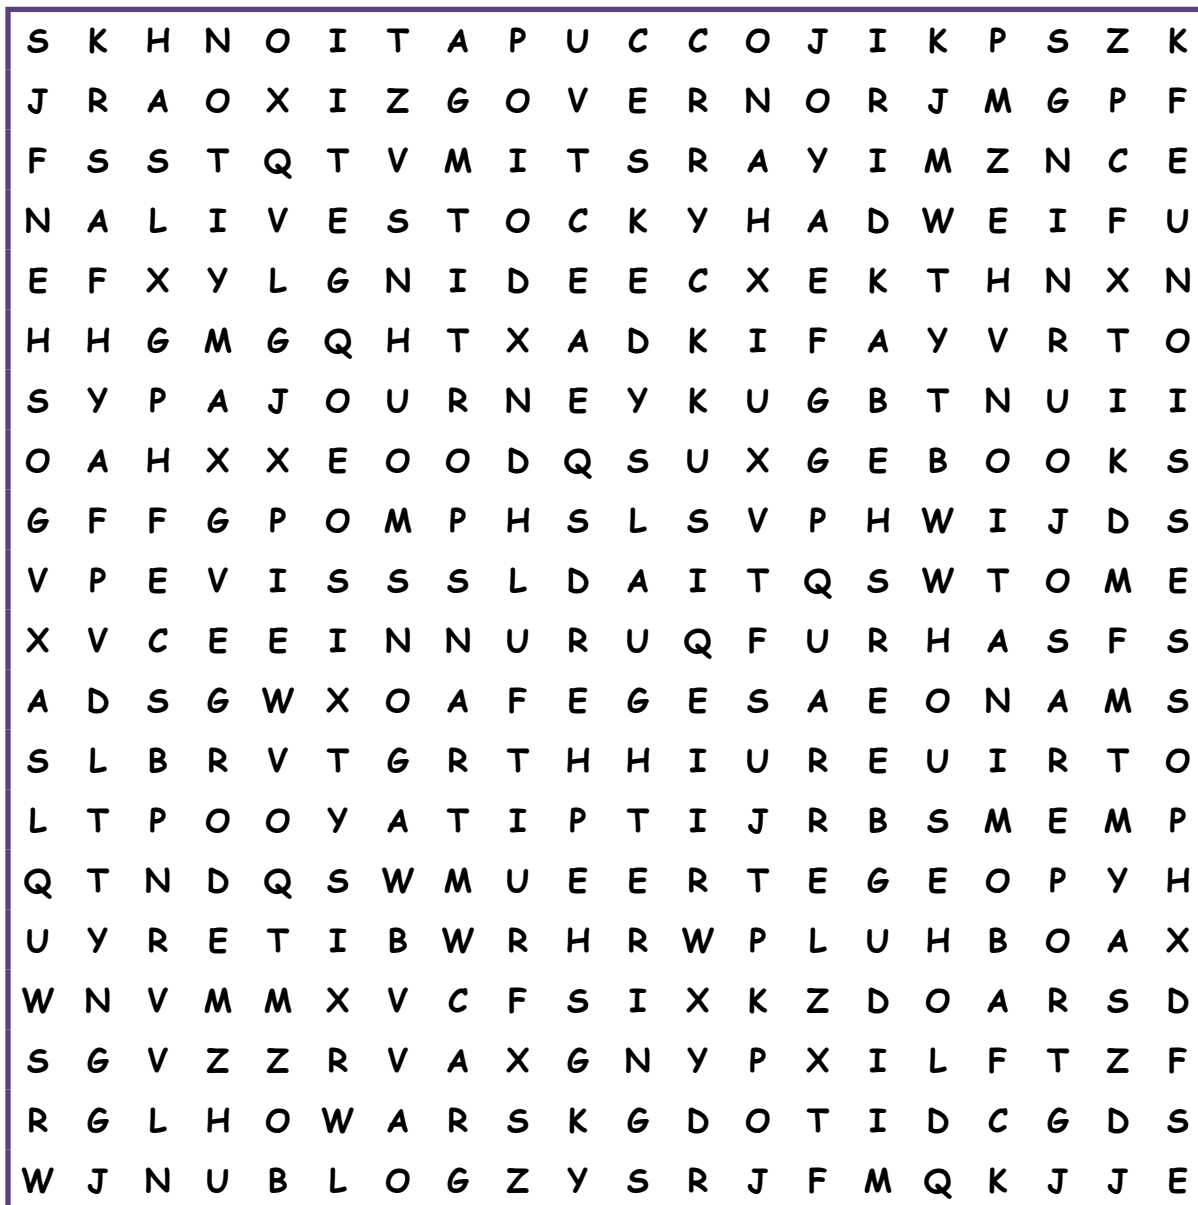 S K H N O I T A P U C C O J I K P S Z K
J R A O X I Z G O V E R N O R J M G P F
F S S T Q T V M I T S R A Y I M Z N C E
N A L I V E S T O C K Y H A D W E I F U
E F X Y L G N I D E E C X E K T H N X N
H H G M G Q H T X A D K I F A Y V R T O
S Y P A J O U R N E Y K U G B T N U I I
O A H X X E O O D Q S U X G E B O O K S
G F F G P O M P H S L S V P H W I J D S
V P E V I S S S L D A I T Q S W T O M E
X V C E E I N N U R U Q F U R H A S F S
A D S G W X O A F E G E S A E O N A M S
S L B R V T G R T H H I U R E U I R T O
L T P O O Y A T I P T I J R B S M E M P
Q T N D Q S W M U E E R T E G E O P Y H
U Y R E T I B W R H R W P L U H B O A X
W N V M M X V C F S I X K Z D O A R S D
S G V Z Z R V A X G N Y P X I L F T Z F
R G L H O W A R S K G D O T I D C G D S
W J N U B L O G Z Y S R J F M Q K J J E